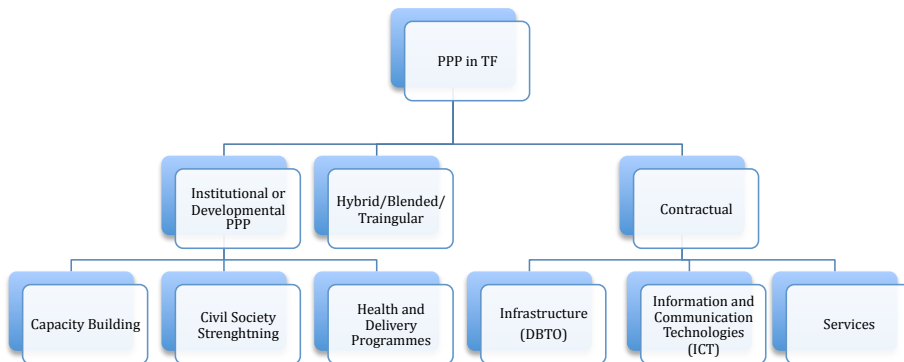 PPP in TF
Institutional or
Developmental
PPP
Hybrid/Blended/
Traingular
Contractual
Capacity Building
Civil Society
Strenghtning
Health and
Delivery
Programmes
Infrastructure
(DBTO)
Information and
Communication
Technologies
(ICT)
Services